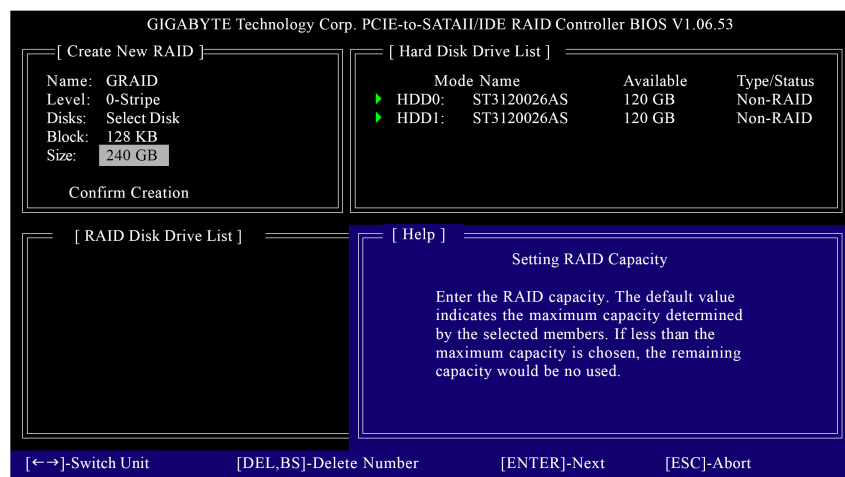 GIGABYTE Technology Corp. PCIE-to-SATAII/IDE RAID Controller BIOS V1.06.53
[ Create New RAID ]
Name: GRAID
Level: 0-Stripe
Disks: Select Disk
Block: 128 KB
Size: 240 GB
Confirm Creation
[ Hard Disk Drive List ]
Mode Name Available Type/Status
HDD0: ST3120026AS 120 GB Non-RAID
HDD1: ST3120026AS 120 GB Non-RAID
[ RAID Disk Drive List ]
[ Help ]
Setting RAID Capacity
Enter the RAID capacity. The default value
indicates the maximum capacity determined
by the selected members. If less than the
maximum capacity is chosen, the remaining
capacity would be no used.
[←→]-Switch Unit [DEL,BS]-Delete Number [ENTER]-Next [ESC]-Abort